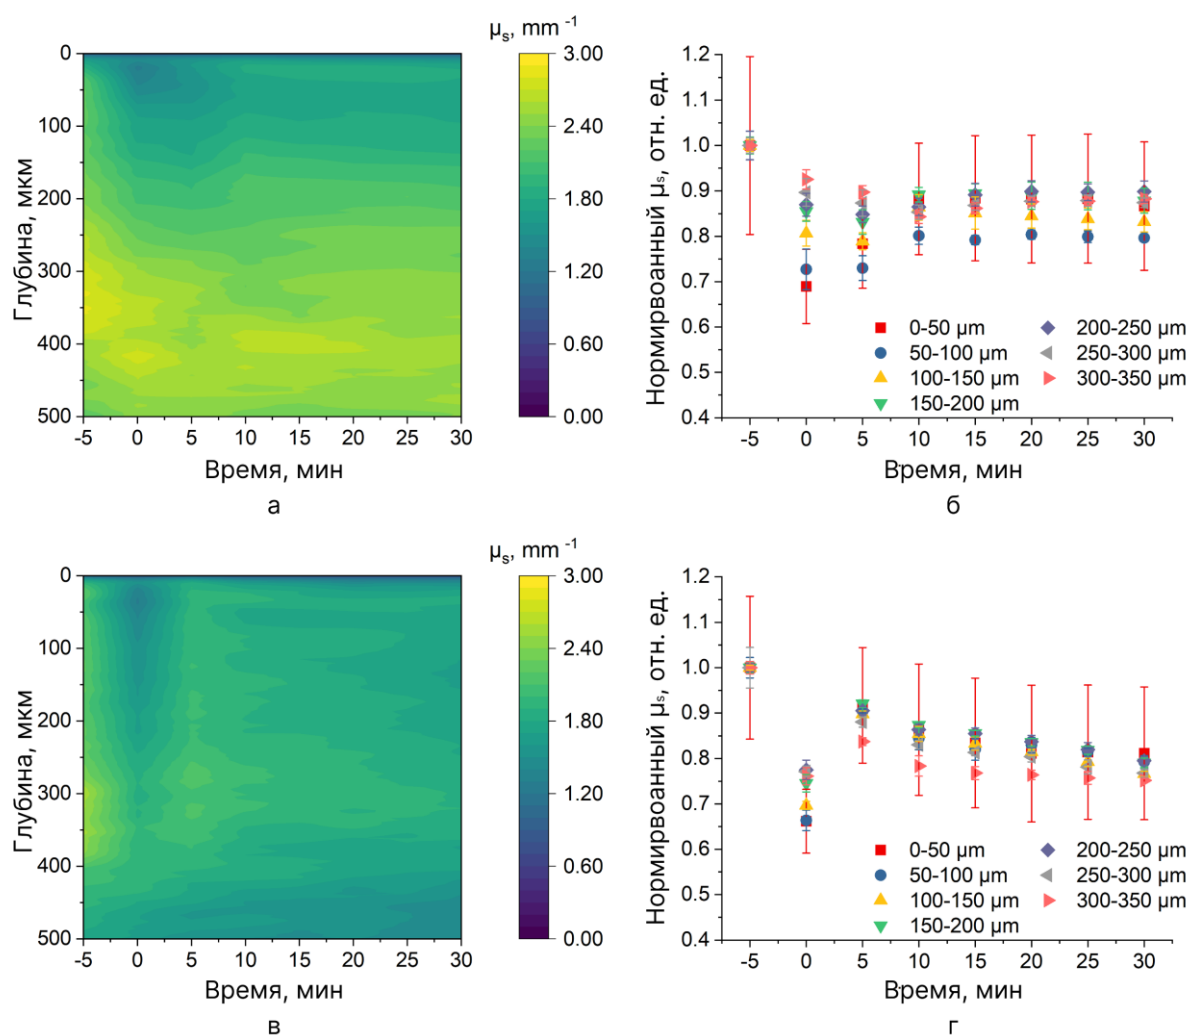 μs, mm -1
0
100
200
300
400
500
Глубина, мкм
-5 0 5 10 15 20 25 30
Время, мин
3.00
2.40
1.80
1.20
0.60
0.00
а
1.2
1.1
1.0
0.9
0.8
0.7
0.6
0.5
0.4
Нормирвоанный μs, отн. ед.
0-50 μm 200-250 μm
50-100 μm 250-300 μm
100-150 μm 300-350 μm
150-200 μm
-5 0 5 10 15 20 25 30
Время, мин
б
μs, mm -1
0
100
200
300
400
500
Глубина, мкм
-5 0 5 10 15 20 25 30
Время, мин
3.00
2.40
1.80
1.20
0.60
0.00
в
1.2
1.1
1.0
0.9
0.8
0.7
0.6
0.5
0.4
Нормирвоанный μs, отн. ед.
0-50 μm 200-250 μm
50-100 μm 250-300 μm
100-150 μm 300-350 μm
150-200 μm
-5 0 5 10 15 20 25 30
Время, мин
г